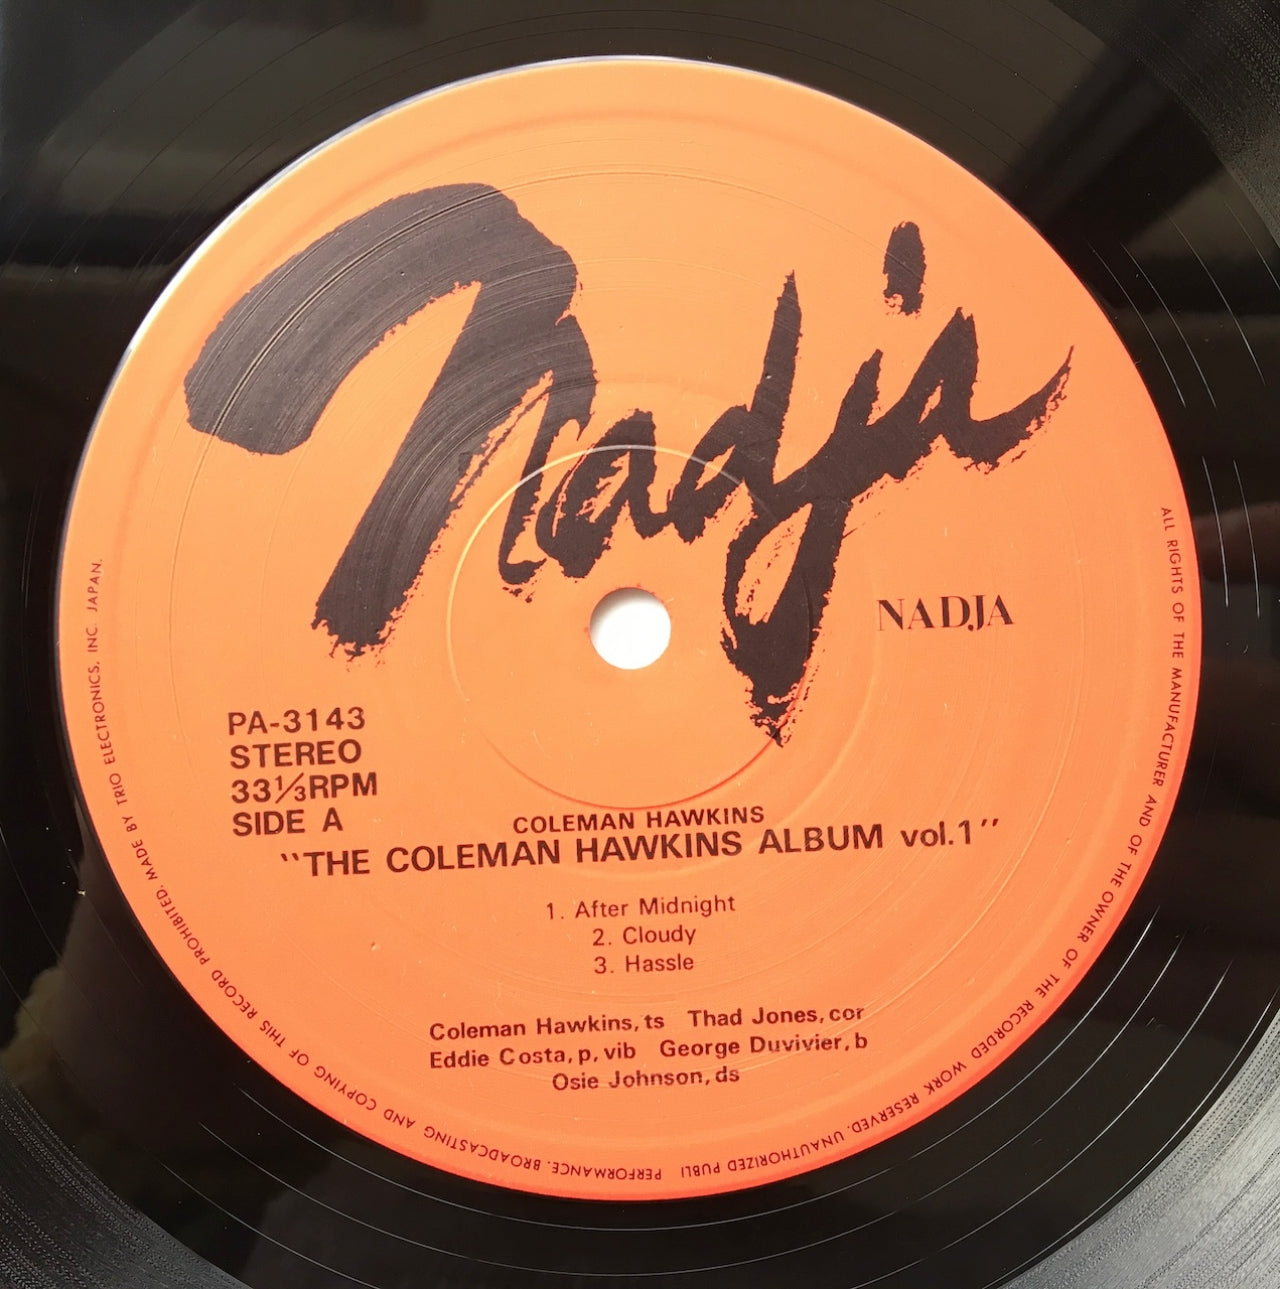 Nadja
NADJA
PA-3143
STEREO
33⅓RPM
SIDE A
COLEMAN HAWKINS
"THE COLEMAN HAWKINS ALBUM vol.1"
1. After Midnight
2. Cloudy
3. Hassle
Coleman Hawkins, ts Thad Jones, cor
Eddie Costa, p, vib George Duvivier, b
Osie Johnson, ds
ALL RIGHTS OF THE MANUFACTURER AND OF THE OWNER OF THE RECORDED WORK RESERVED. UNAUTHORIZED PUBLI PERFORMANCE. BROADCASTING AND COPYING OF THIS RECORD PROHIBITED. MADE BY TRIO ELECTRONICS, INC. JAPAN.